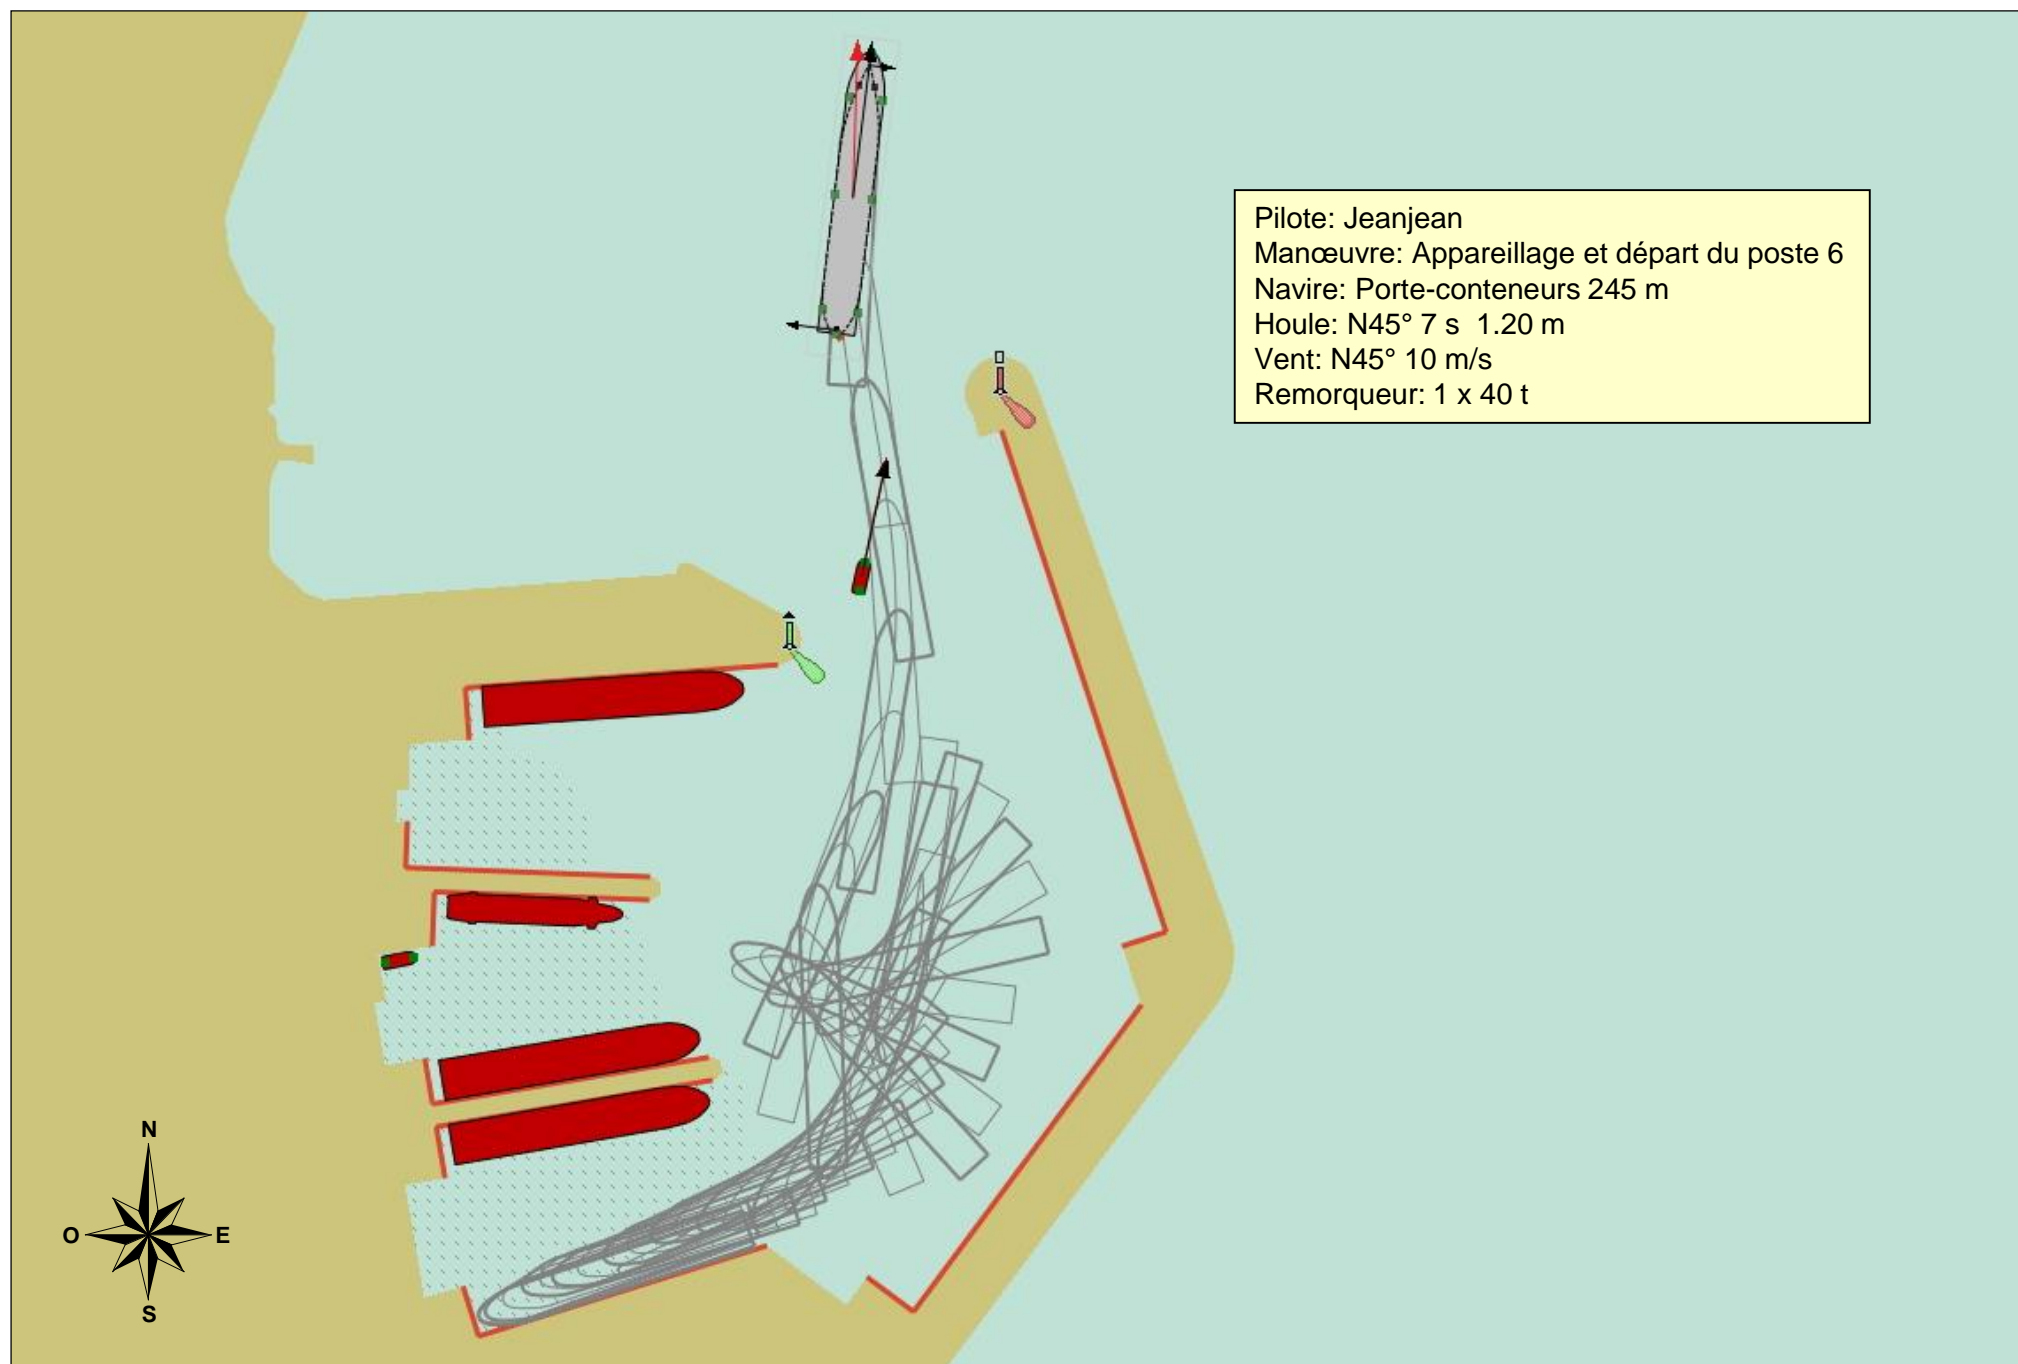 Pilote: Jeanjean
Manœuvre: Appareillage et départ du poste 6
Navire: Porte-conteneurs 245 m
Houle: N45° 7 s 1.20 m
Vent: N45° 10 m/s
Remorqueur: 1 x 40 t
N
O E
S